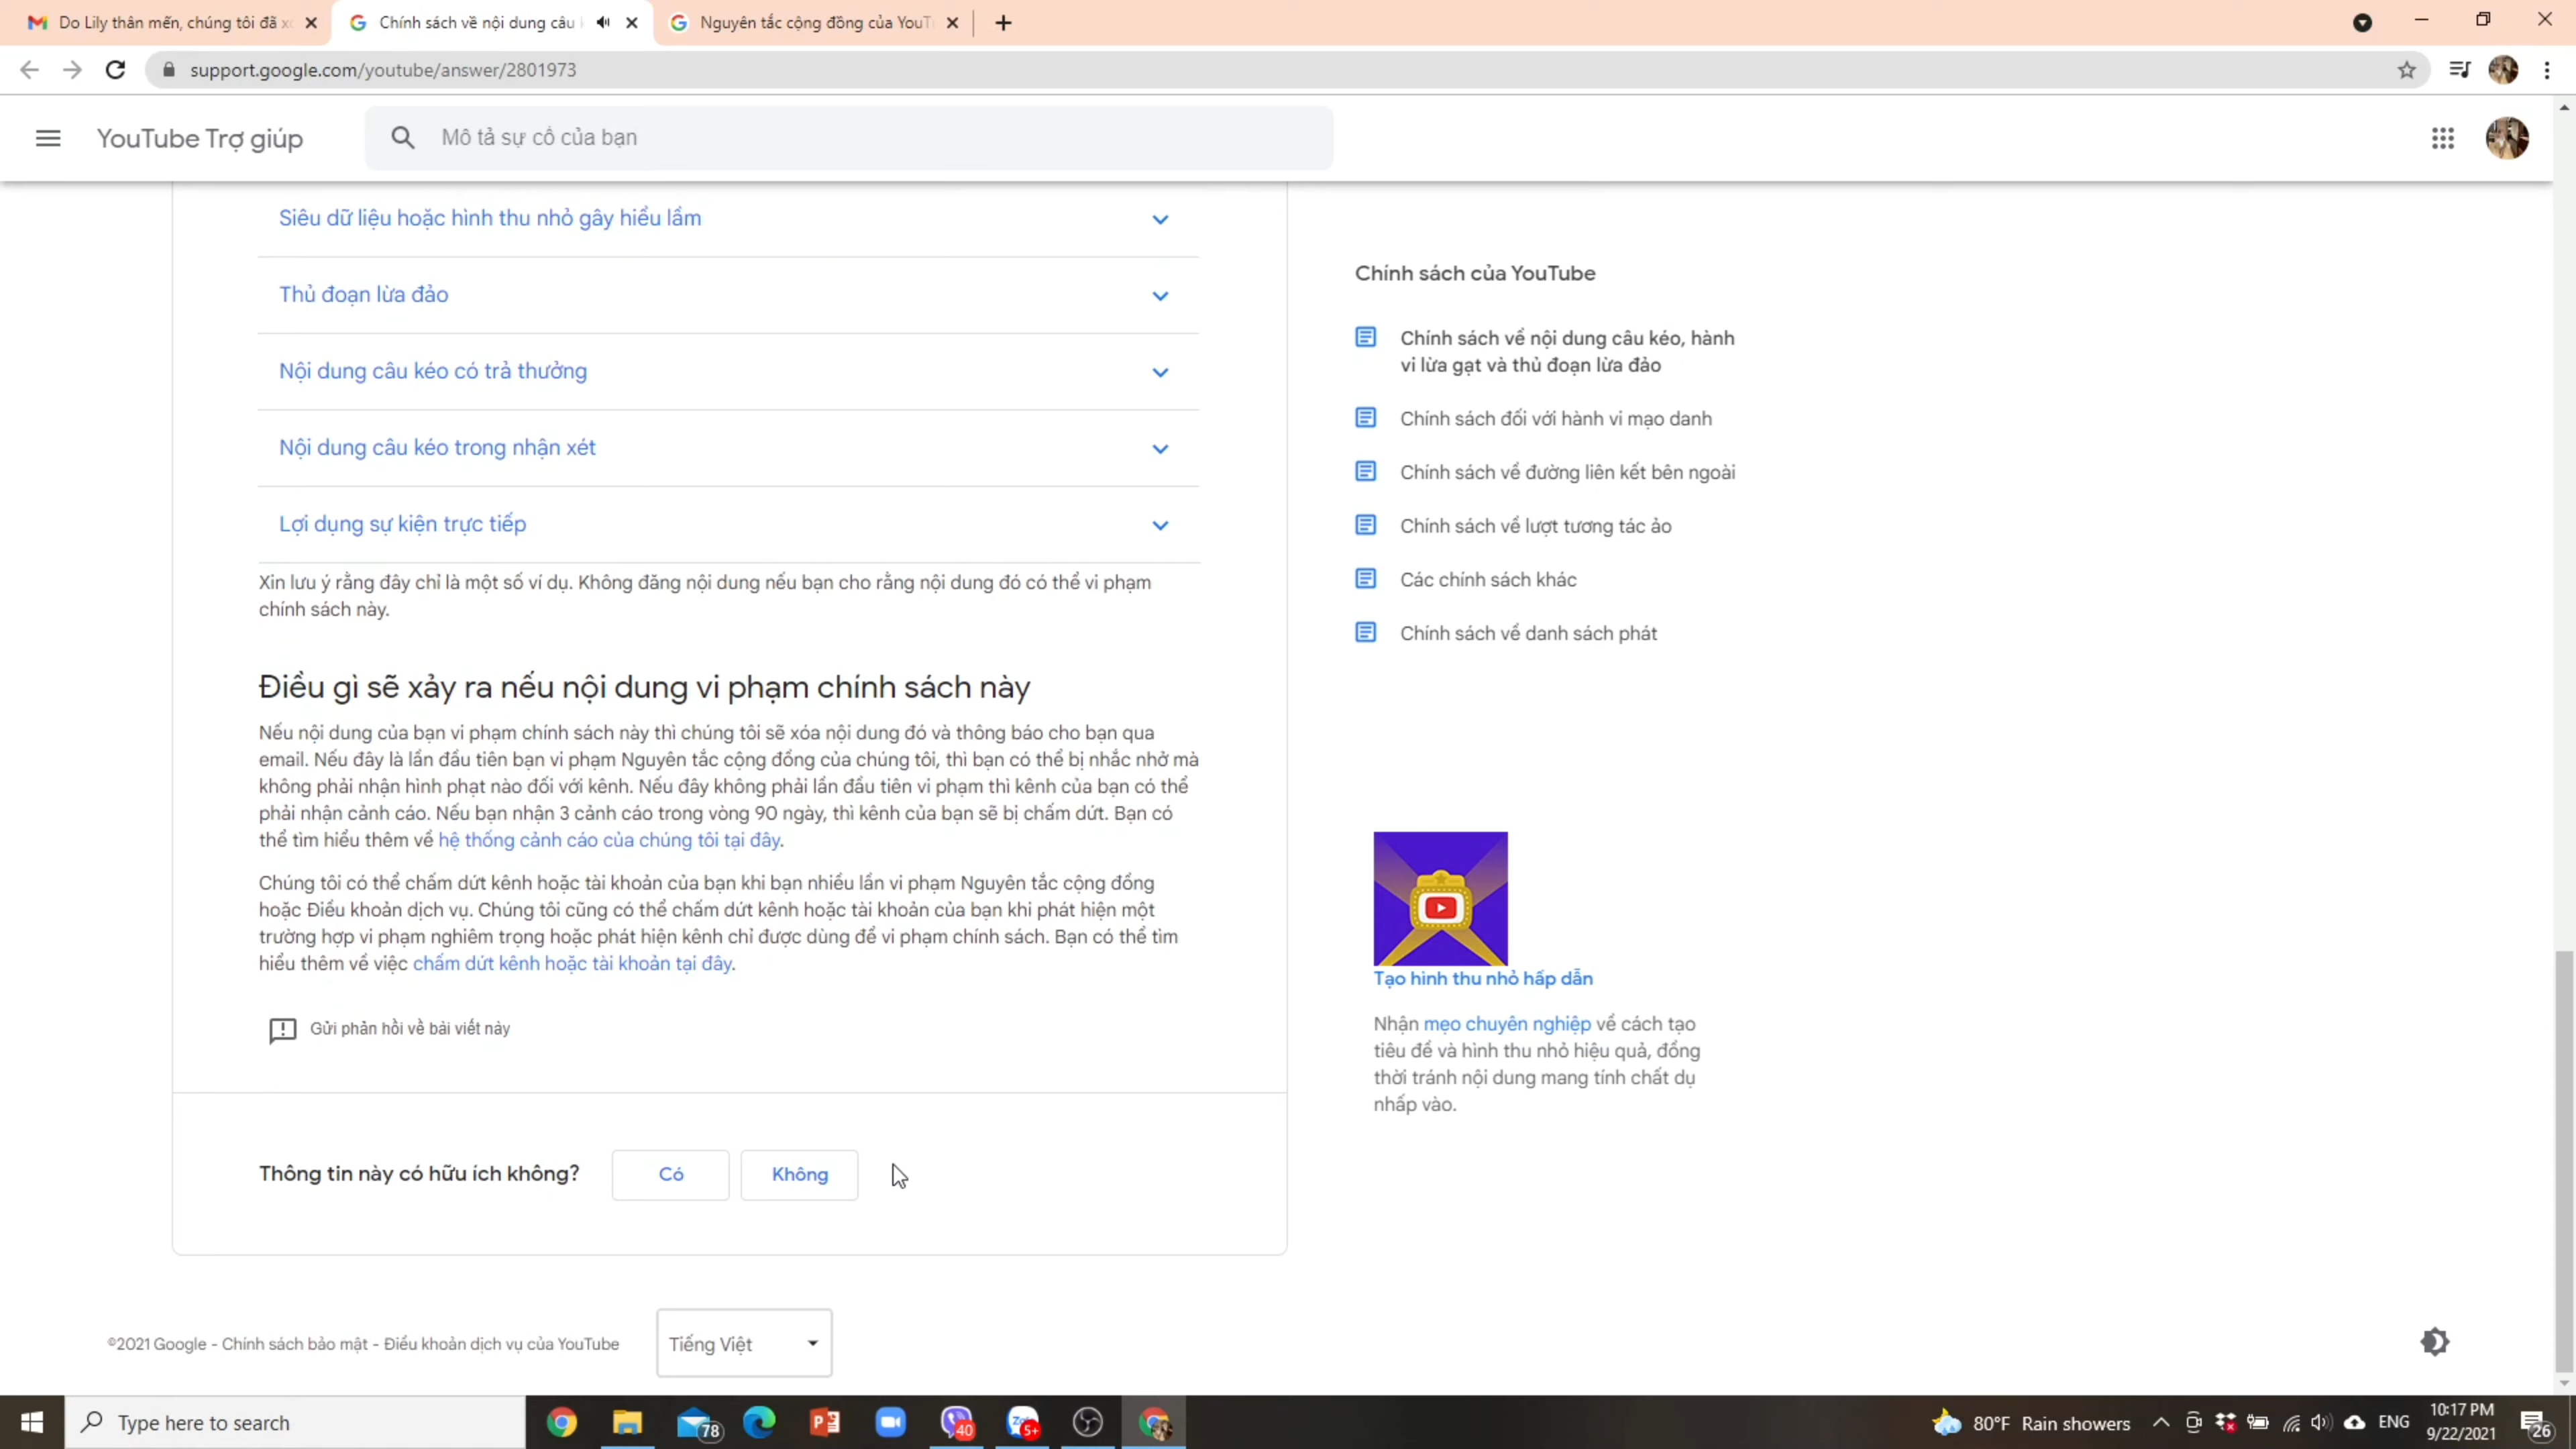 Do Lily thân mến, chúng tôi đã xó
Chính sách về nội dung câu k
Nguyên tắc cộng đồng của YouTu
support.google.com/youtube/answer/2801973
YouTube Trợ giúp
Mô tả sự cố của bạn
Siêu dữ liệu hoặc hình thu nhỏ gây hiểu lầm
Thủ đoạn lừa đảo
Nội dung câu kéo có trả thưởng
Nội dung câu kéo trong nhận xét
Lợi dụng sự kiện trực tiếp
Xin lưu ý rằng đây chỉ là một số ví dụ. Không đăng nội dung nếu bạn cho rằng nội dung đó có thể vi phạm
chính sách này.
Điều gì sẽ xảy ra nếu nội dung vi phạm chính sách này
Nếu nội dung của bạn vi phạm chính sách này thì chúng tôi sẽ xóa nội dung đó và thông báo cho bạn qua
email. Nếu đây là lần đầu tiên bạn vi phạm Nguyên tắc cộng đồng của chúng tôi, thì bạn có thể bị nhắc nhở mà
không phải nhận hình phạt nào đối với kênh. Nếu đây không phải lần đầu tiên vi phạm thì kênh của bạn có thể
phải nhận cảnh cáo. Nếu bạn nhận 3 cảnh cáo trong vòng 90 ngày, thì kênh của bạn sẽ bị chấm dứt. Bạn có
thể tìm hiểu thêm về hệ thống cảnh cáo của chúng tôi tại đây.
Chúng tôi có thể chấm dứt kênh hoặc tài khoản của bạn khi bạn nhiều lần vi phạm Nguyên tắc cộng đồng
hoặc Điều khoản dịch vụ. Chúng tôi cũng có thể chấm dứt kênh hoặc tài khoản của bạn khi phát hiện một
trường hợp vi phạm nghiêm trọng hoặc phát hiện kênh chỉ được dùng để vi phạm chính sách. Bạn có thể tìm
hiểu thêm về việc chấm dứt kênh hoặc tài khoản tại đây.
Gửi phản hồi về bài viết này
Thông tin này có hữu ích không?
Có
Không
Chính sách của YouTube
Chính sách về nội dung câu kéo, hành
vi lừa gạt và thủ đoạn lừa đảo
Chính sách đối với hành vi mạo danh
Chính sách về đường liên kết bên ngoài
Chính sách về lượt tương tác ảo
Các chính sách khác
Chính sách về danh sách phát
Tạo hình thu nhỏ hấp dẫn
Nhận mẹo chuyên nghiệp về cách tạo
tiêu đề và hình thu nhỏ hiệu quả, đồng
thời tránh nội dung mang tính chất dụ
nhấp vào.
©2021 Google - Chính sách bảo mật - Điều khoản dịch vụ của YouTube
Tiếng Việt
Type here to search
78
40
5+
80°F Rain showers
ENG
10:17 PM
9/22/2021
26